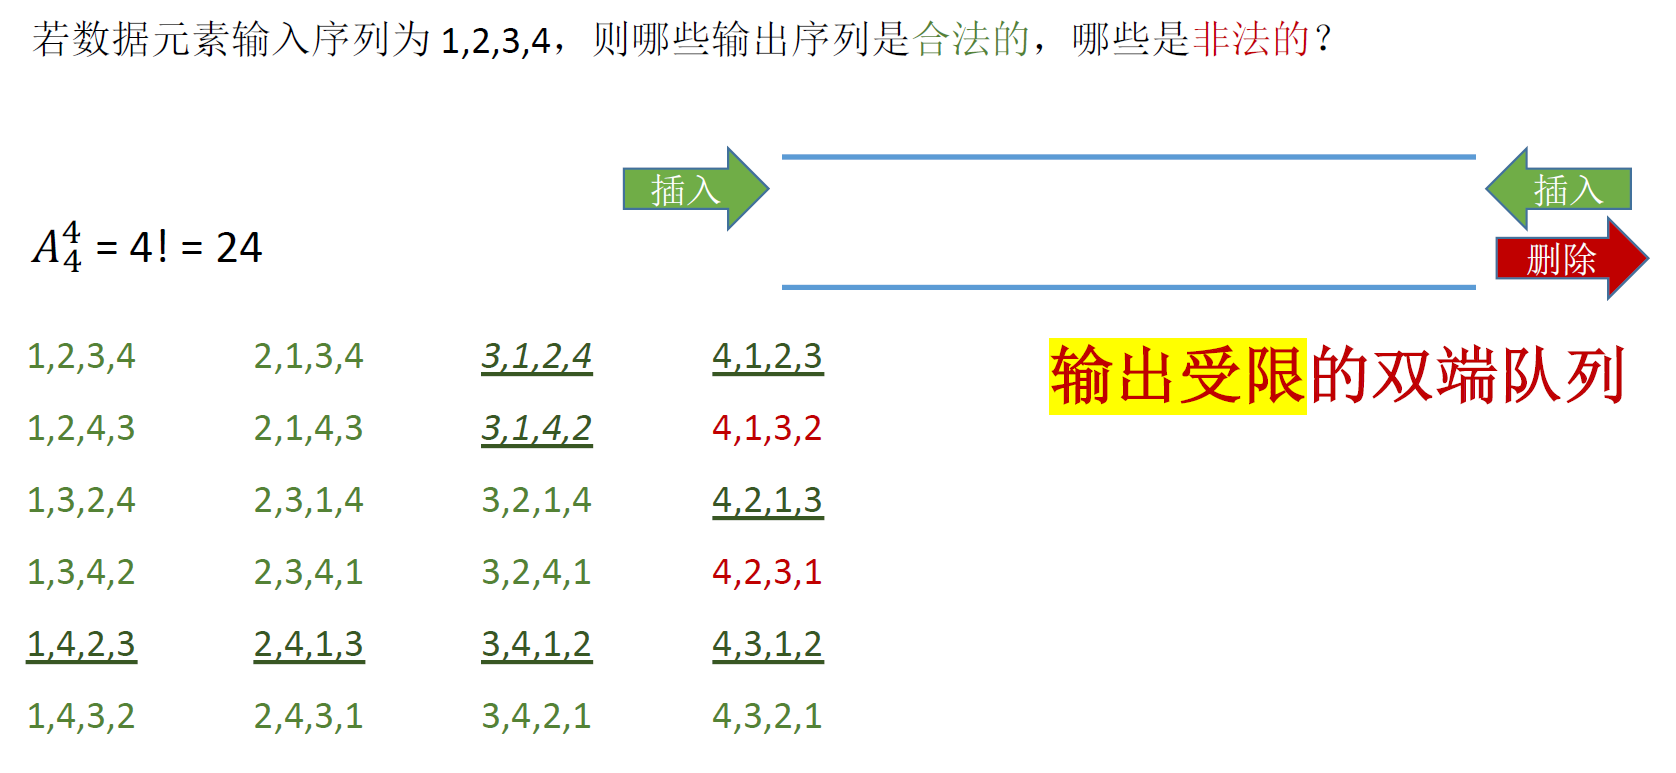 若数据元素输入序列为 1,2,3,4，则哪些输出序列是合法的，哪些是非法的？
插入
插入
删除
A₄⁴ = 4! = 24
输出受限的双端队列
1,2,3,4 2,1,3,4 3,1,2,4 4,1,2,3
1,2,4,3 2,1,4,3 3,1,4,2 4,1,3,2
1,3,2,4 2,3,1,4 3,2,1,4 4,2,1,3
1,3,4,2 2,3,4,1 3,2,4,1 4,2,3,1
1,4,2,3 2,4,1,3 3,4,1,2 4,3,1,2
1,4,3,2 2,4,3,1 3,4,2,1 4,3,2,1